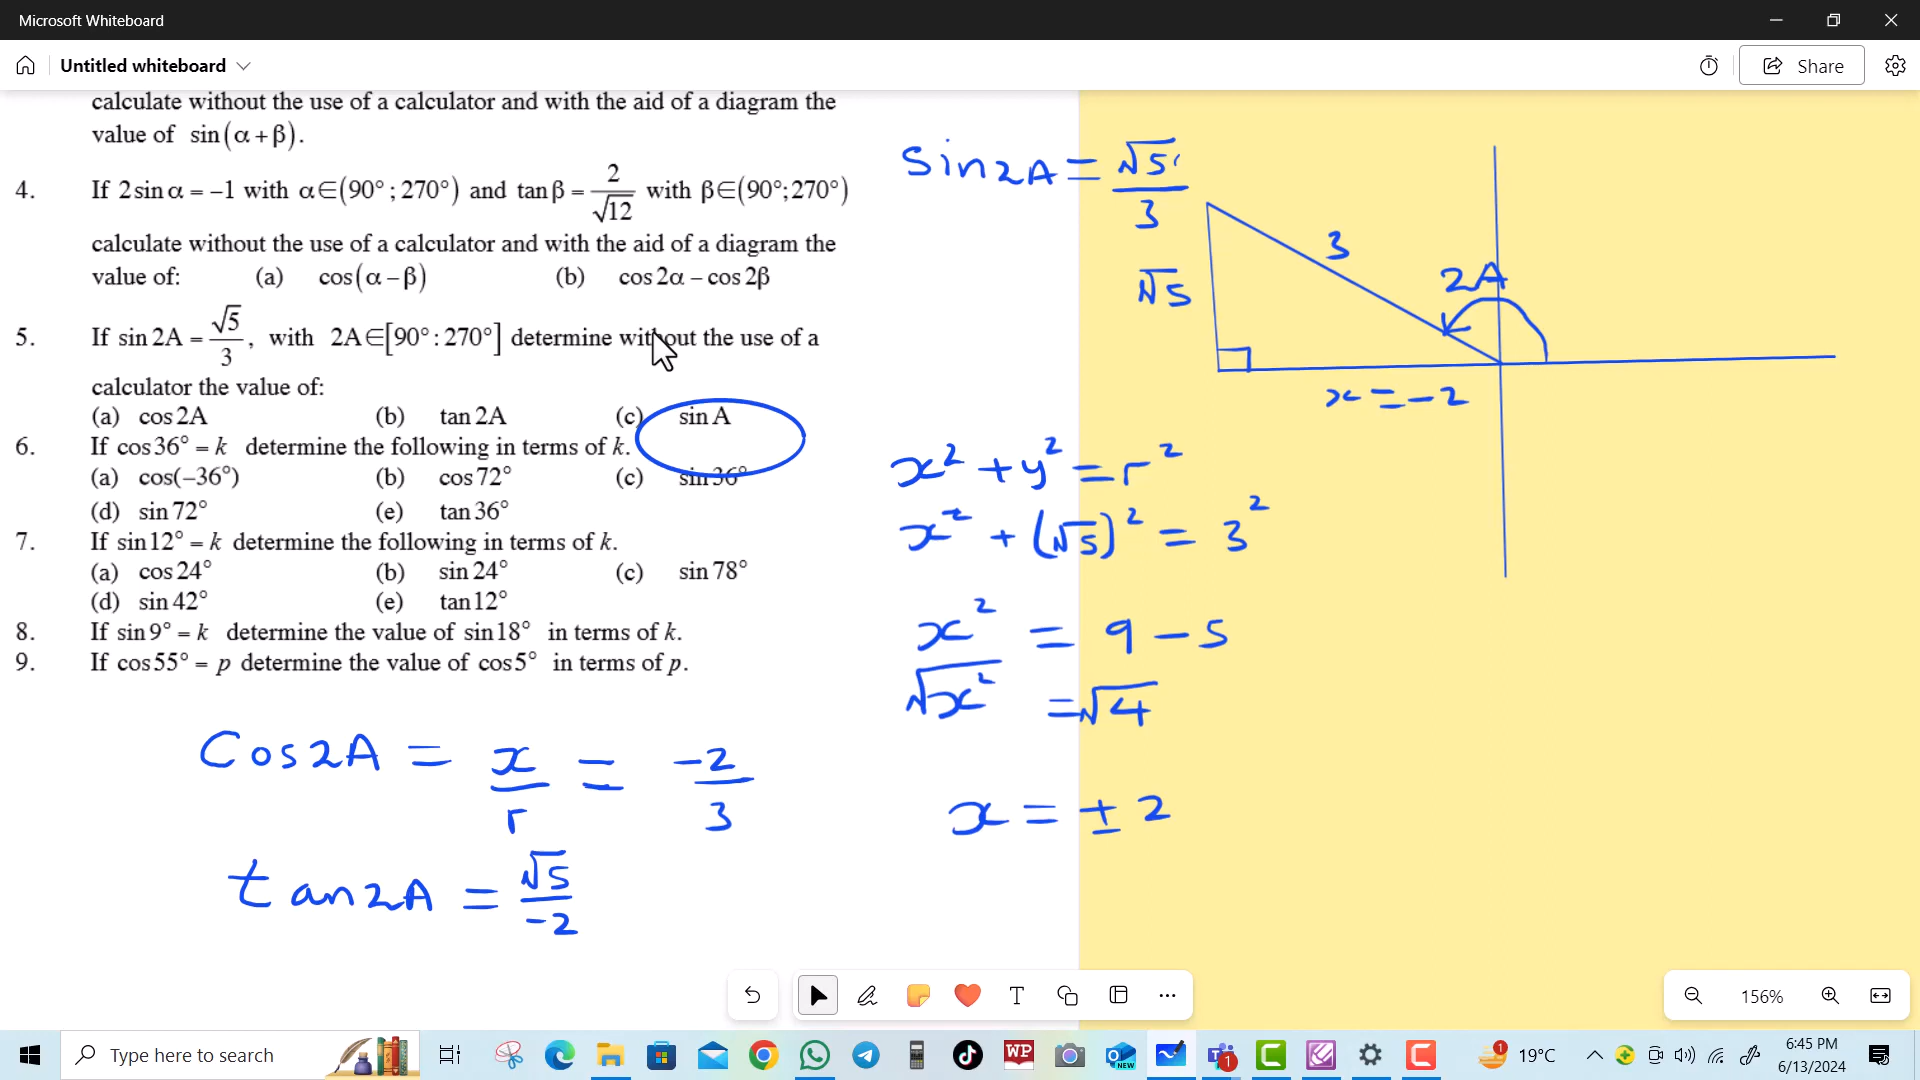 Microsoft Whiteboard
Untitled whiteboard
Share
calculate without the use of a calculator and with the aid of a diagram the
value of sin(α+β).
4. If 2sinα = −1 with α∈(90°;270°) and tanβ = 2/√12 with β∈(90°;270°)
calculate without the use of a calculator and with the aid of a diagram the
value of: (a) cos(α−β) (b) cos2α − cos2β
5. If sin2A = √5/3, with 2A∈[90°:270°] determine without the use of a
calculator the value of:
(a) cos2A (b) tan2A (c) sinA
6. If cos36° = k determine the following in terms of k.
(a) cos(−36°) (b) cos72° (c) sin36°
(d) sin72° (e) tan36°
7. If sin12° = k determine the following in terms of k.
(a) cos24° (b) sin24° (c) sin78°
(d) sin42° (e) tan12°
8. If sin9° = k determine the value of sin18° in terms of k.
9. If cos55° = p determine the value of cos5° in terms of p.
Cos2A = x/r = -2/3
tan2A = √5/-2
Sin2A = √5/3
3
2A
√5
x = -2
x² + y² = r²
x² + (√5)² = 3²
x² = 9 - 5
√x² = √4
x = ± 2
156%
Type here to search
WP
NEW
1
1
19°C
6:45 PM
6/13/2024